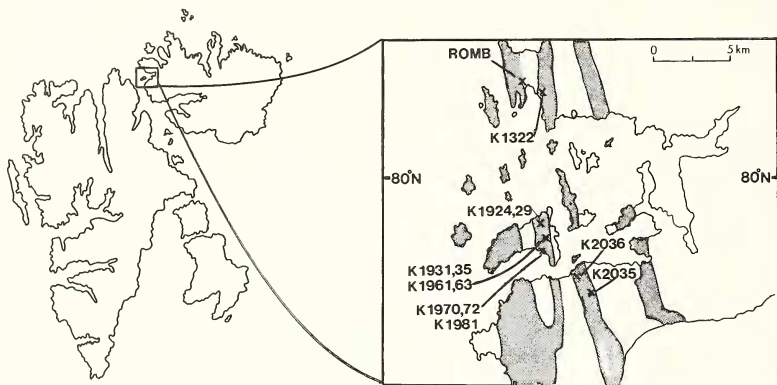 ROMB
0 5 km
K1322
80°N 80°N
K1924,29
K2036
K2035
K1931,35
K1961,63
K1970,72
K1981